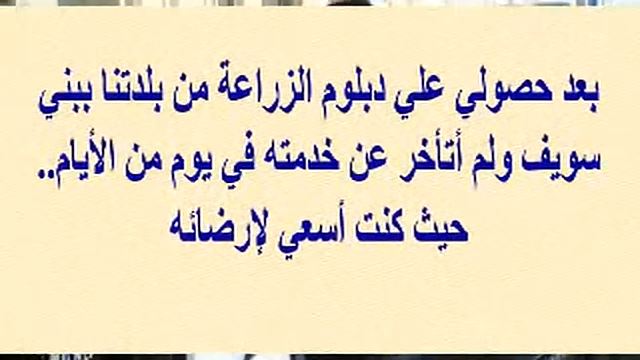 بعد حصولي علي دبلوم الزراعة من بلدتنا ببني
سويف ولم أتأخر عن خدمته في يوم من الأيام..
حيث كنت أسعي لإرضائه